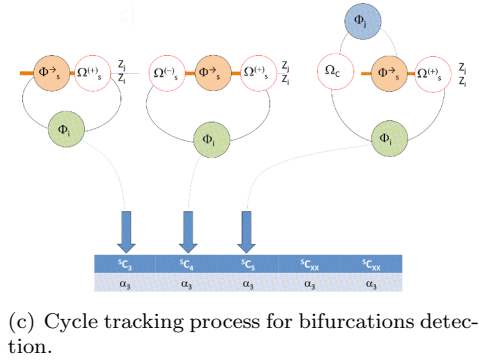 c)
Φj
Φ→s Ω(+)s Zj Zi
Ω(−)s Φ→s Ω(+)s Zj Zi
Ωc Φ→s Ω(+)s Zj Zi
Φi Φi Φi
sC3 sC4 sC5 sCXX sCXX
α3 α3 α3 α3 α3
(c) Cycle tracking process for bifurcations detec-
tion.